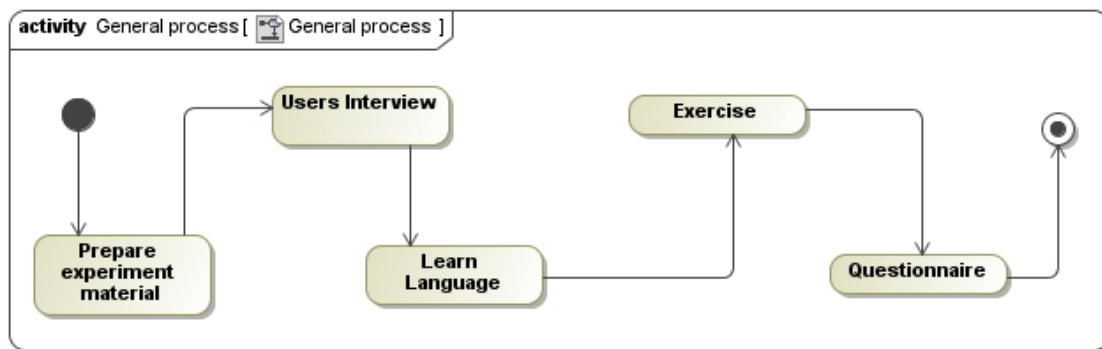 activity General process [ General process ]
Users Interview
Exercise
Prepare
experiment
material
Learn
Language
Questionnaire